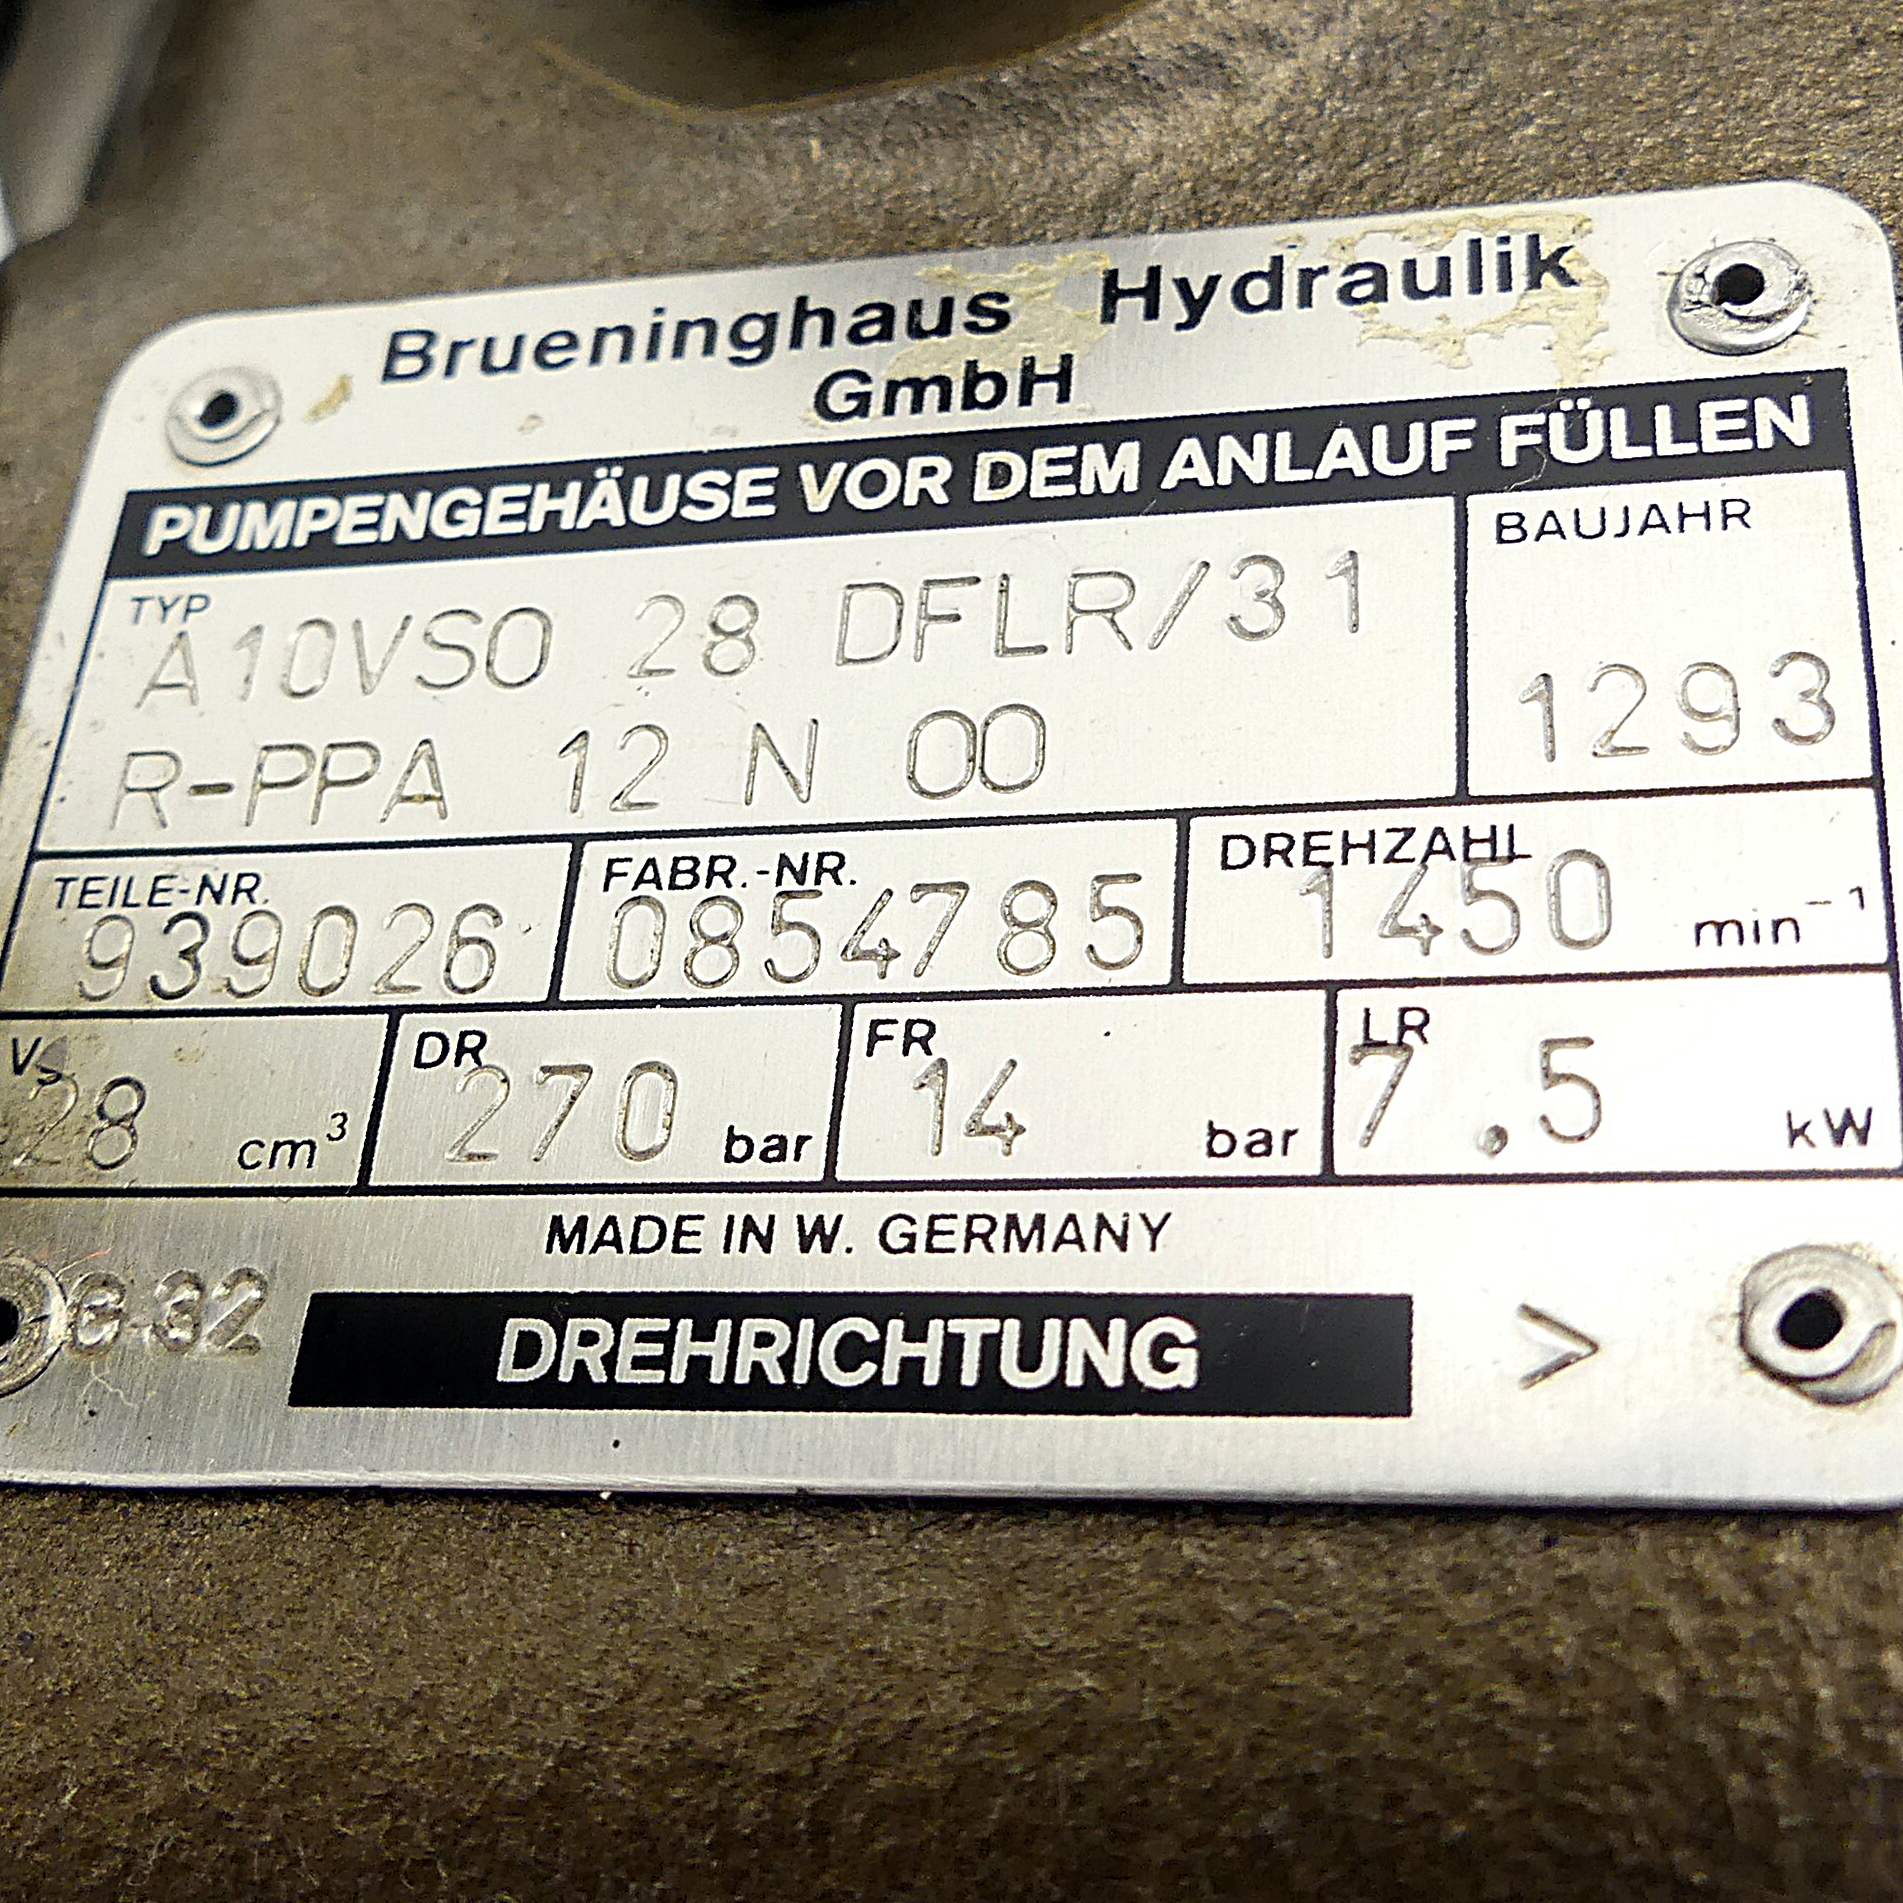 Brueninghaus Hydraulik
GmbH
PUMPENGEHÄUSE VOR DEM ANLAUF FÜLLEN
TYP
A10VSO 28 DFLR/31
R-PPA 12 N 00
BAUJAHR
1293
TEILE-NR.
939026
FABR.-NR.
0854785
DREHZAHL
1450 min⁻¹
Vs
28 cm³
DR
270 bar
FR
14 bar
LR
7.5 kW
MADE IN W. GERMANY
DREHRICHTUNG >